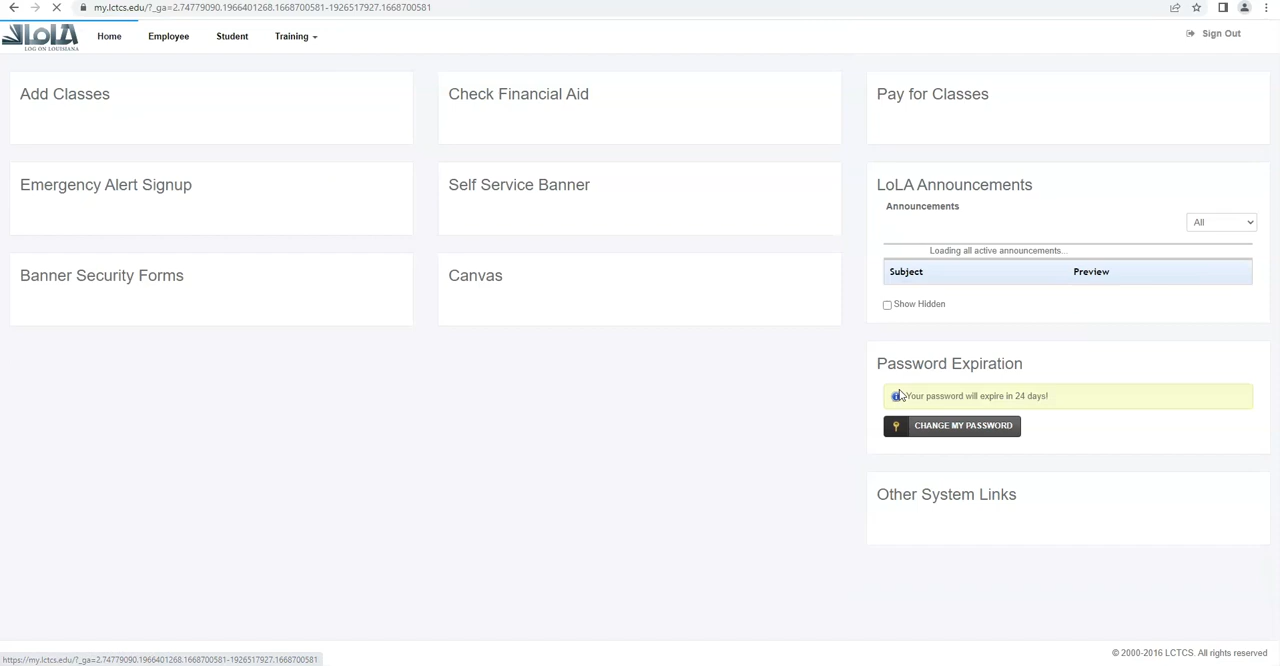 my.lctcs.edu/?_ga=2.74779090.1966401268.1668700581-1926517927.1668700581
LoLA
LOG ON LOUISIANA
Home
Employee
Student
Training
Sign Out
Add Classes
Check Financial Aid
Pay for Classes
Emergency Alert Signup
Self Service Banner
LoLA Announcements
Announcements
All
Loading all active announcements...
Subject
Preview
Show Hidden
Banner Security Forms
Canvas
Password Expiration
Your password will expire in 24 days!
CHANGE MY PASSWORD
Other System Links
© 2000-2016 LCTCS. All rights reserved
https://my.lctcs.edu/?_ga=2.74779090.1966401268.1668700581-1926517927.1668700581